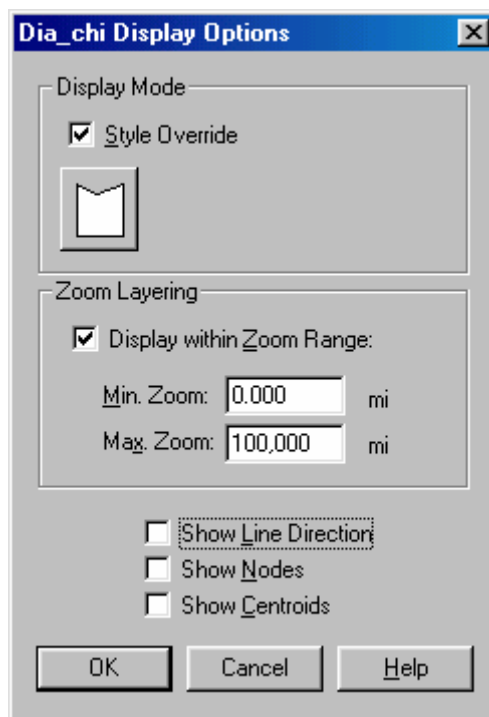 Dia_chi Display Options
Display Mode
Style Override
Zoom Layering
Display within Zoom Range:
Min. Zoom: 0.000 mi
Max. Zoom: 100,000 mi
Show Line Direction
Show Nodes
Show Centroids
OK Cancel Help